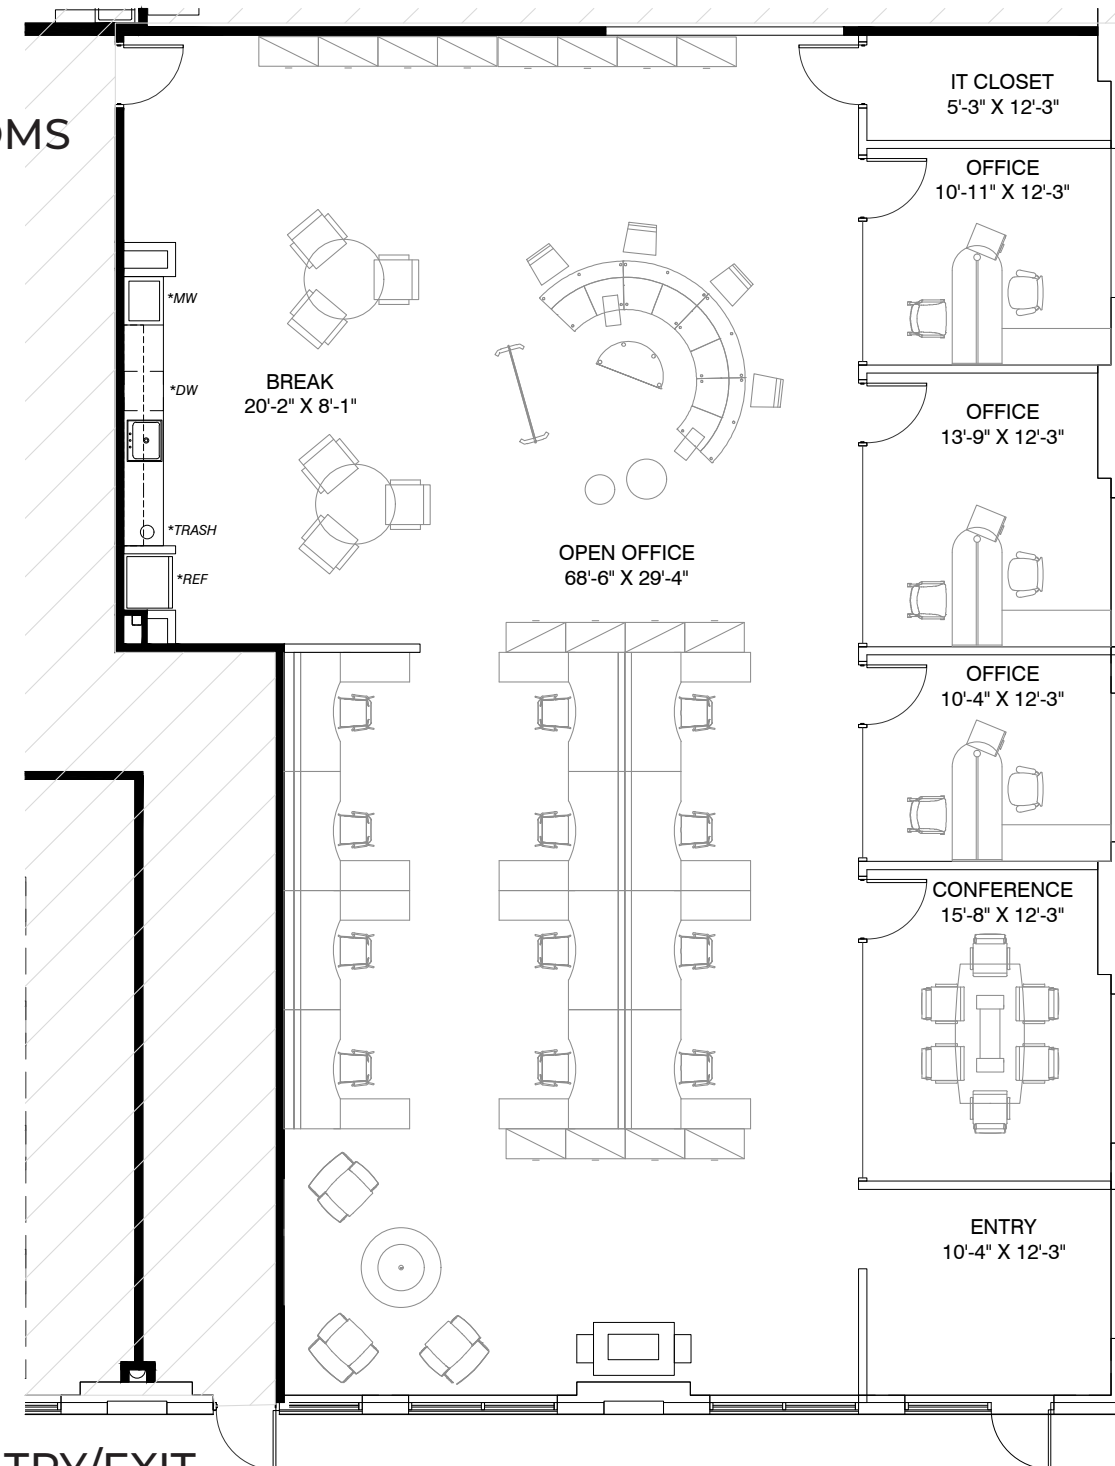 IT CLOSET
5'-3" X 12'-3"
OMS
OFFICE
10'-11" X 12'-3"
*MW
BREAK
20'-2" X 8'-1"
*DW
OFFICE
13'-9" X 12'-3"
*TRASH
*REF
OPEN OFFICE
68'-6" X 29'-4"
OFFICE
10'-4" X 12'-3"
CONFERENCE
15'-8" X 12'-3"
ENTRY
10'-4" X 12'-3"
TRY/EXIT